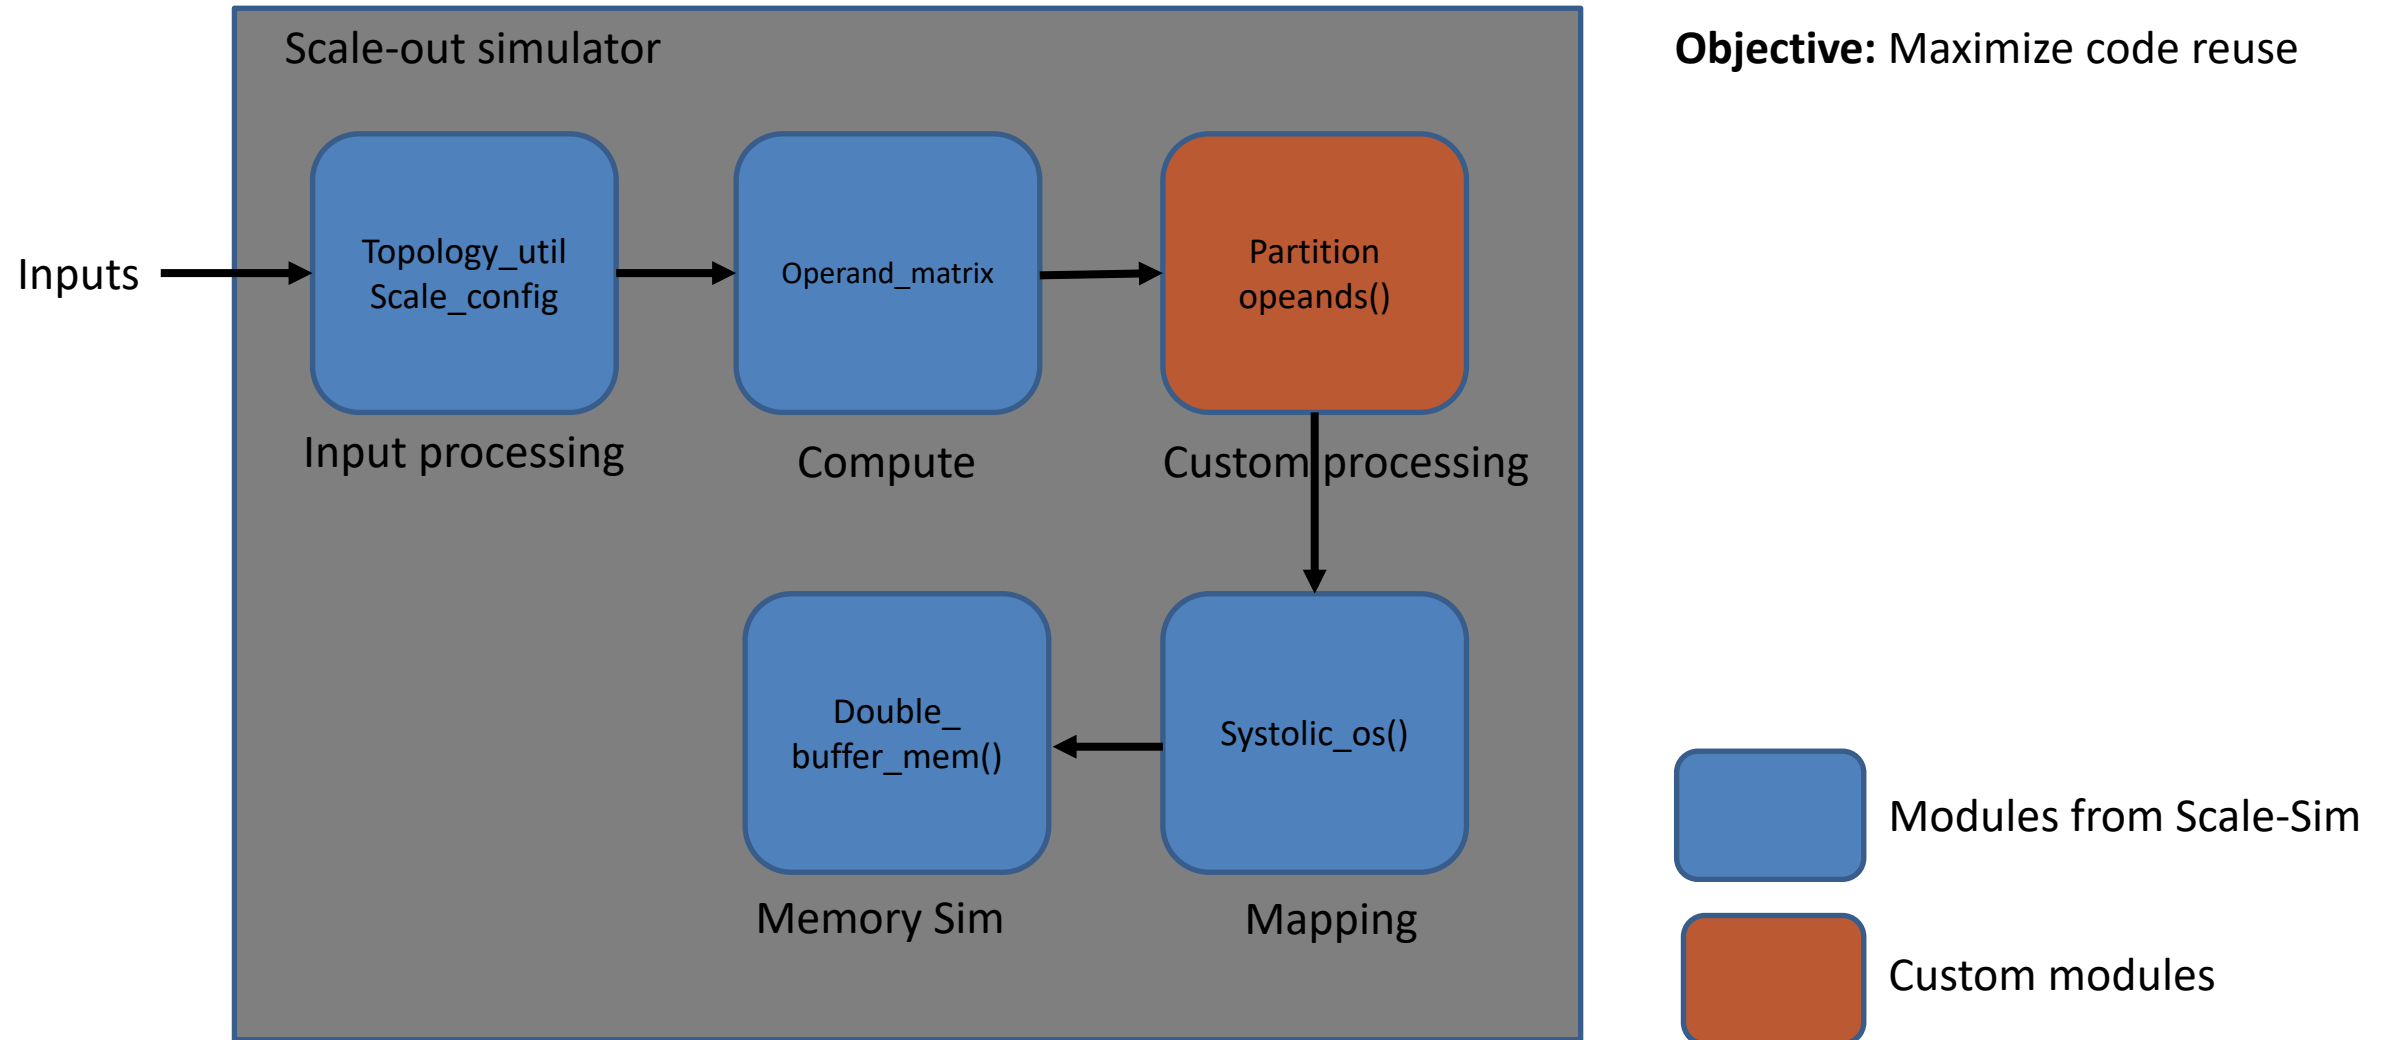 Scale-out simulator
Objective: Maximize code reuse
Inputs
Topology_util
Scale_config
Input processing
Operand_matrix
Compute
Partition
opeands()
Custom processing
Double_
buffer_mem()
Memory Sim
Systolic_os()
Mapping
Modules from Scale-Sim
Custom modules